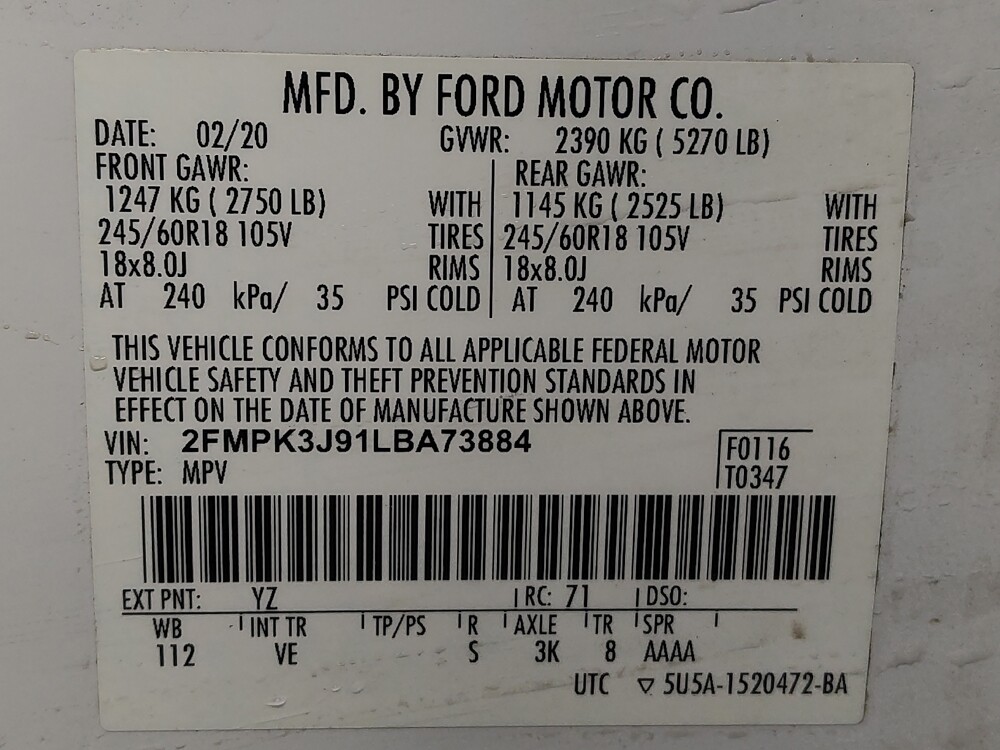 MFD. BY FORD MOTOR CO.
DATE: 02/20 GVWR: 2390 KG ( 5270 LB)
FRONT GAWR: REAR GAWR:
1247 KG ( 2750 LB) WITH 1145 KG ( 2525 LB) WITH
245/60R18 105V TIRES 245/60R18 105V TIRES
18x8.0J RIMS 18x8.0J RIMS
AT 240 kPa/ 35 PSI COLD AT 240 kPa/ 35 PSI COLD
THIS VEHICLE CONFORMS TO ALL APPLICABLE FEDERAL MOTOR
VEHICLE SAFETY AND THEFT PREVENTION STANDARDS IN
EFFECT ON THE DATE OF MANUFACTURE SHOWN ABOVE.
VIN: 2FMPK3J91LBA73884 F0116
TYPE: MPV T0347
EXT PNT: YZ RC: 71 DSO:
WB INT TR TP/PS R AXLE TR SPR
112 VE S 3K 8 AAAA
UTC ▽ 5U5A-1520472-BA